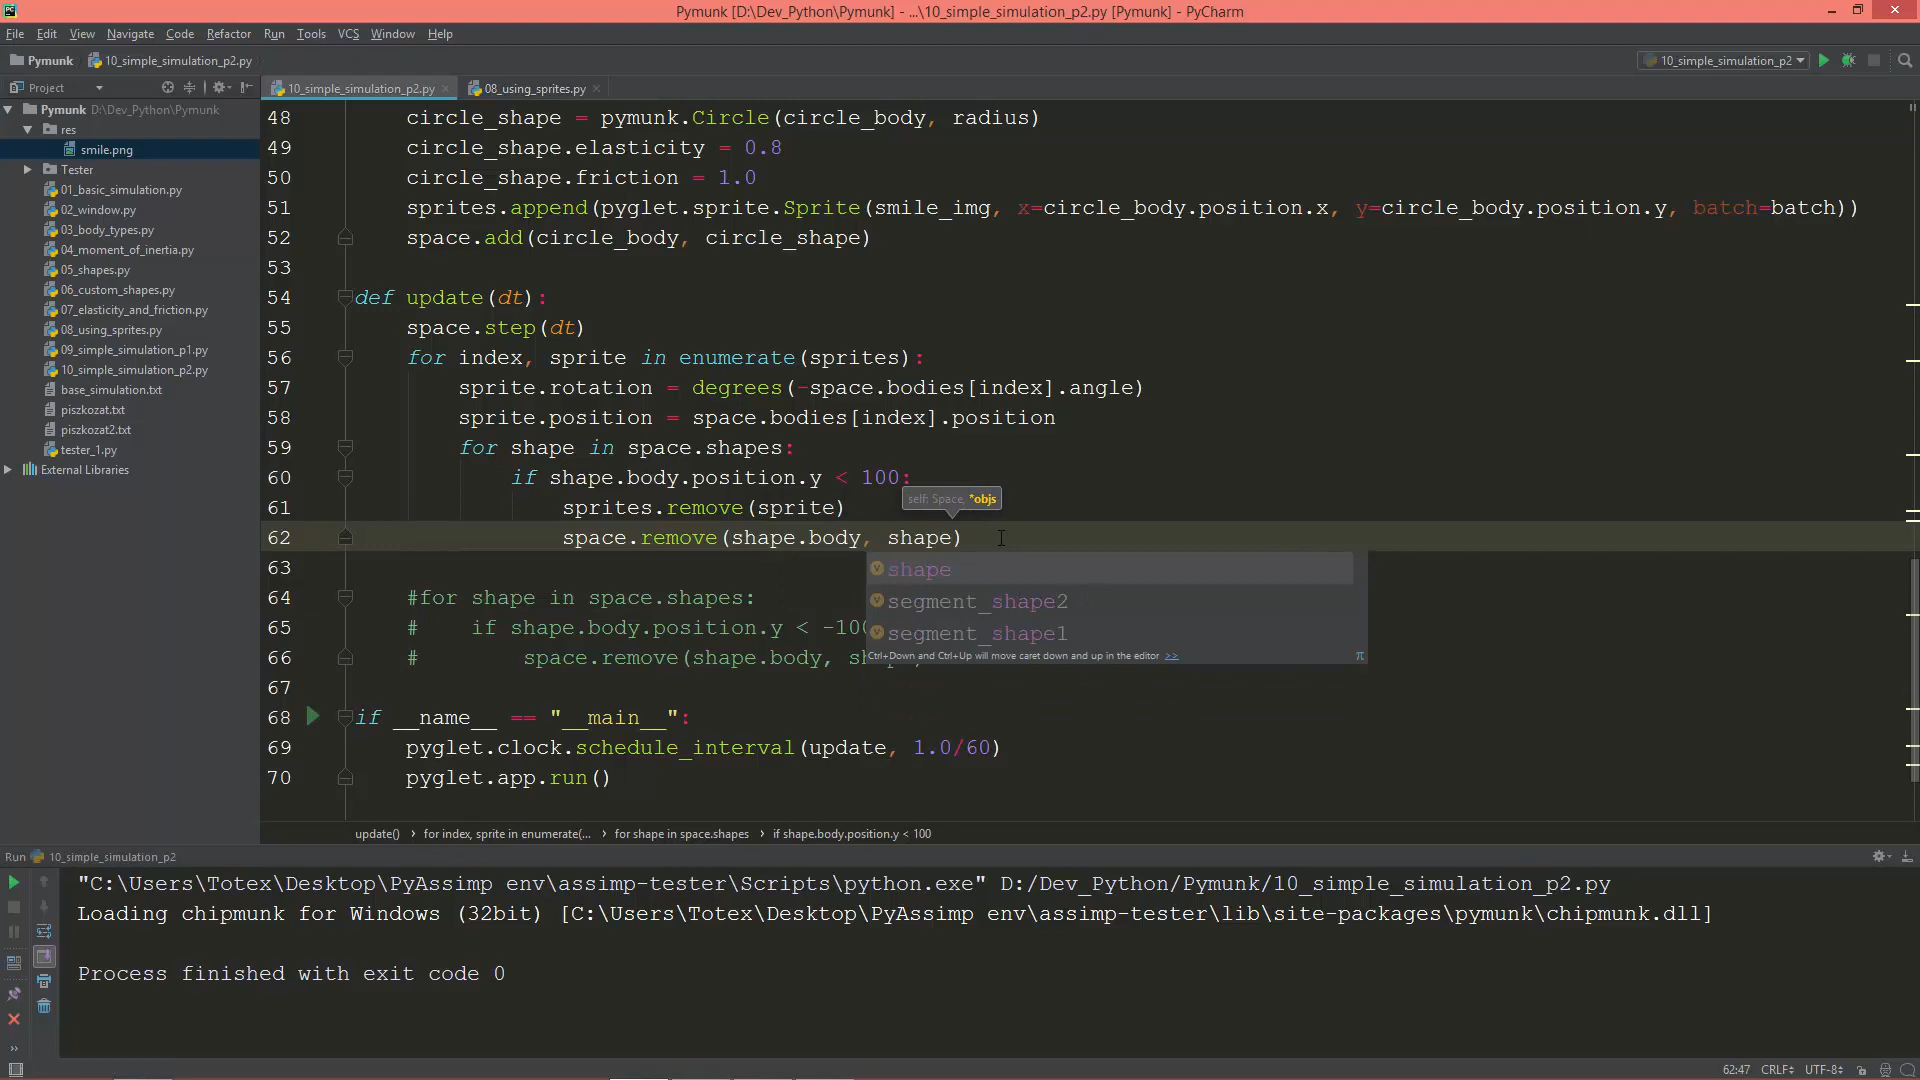 Pymunk [D:\Dev_Python\Pymunk] - ...\10_simple_simulation_p2.py [Pymunk] - PyCharm
File Edit View Navigate Code Refactor Run Tools VCS Window Help
Pymunk 10_simple_simulation_p2.py
10_simple_simulation_p2
Project
10_simple_simulation_p2.py
08_using_sprites.py
Pymunk D:\Dev_Python\Pymunk
res
smile.png
Tester
01_basic_simulation.py
02_window.py
03_body_types.py
04_moment_of_inertia.py
05_shapes.py
06_custom_shapes.py
07_elasticity_and_friction.py
08_using_sprites.py
09_simple_simulation_p1.py
10_simple_simulation_p2.py
base_simulation.txt
piszkozat.txt
piszkozat2.txt
tester_1.py
External Libraries
48 circle_shape = pymunk.Circle(circle_body, radius)
49 circle_shape.elasticity = 0.8
50 circle_shape.friction = 1.0
51 sprites.append(pyglet.sprite.Sprite(smile_img, x=circle_body.position.x, y=circle_body.position.y, batch=batch))
52 space.add(circle_body, circle_shape)
53
54 def update(dt):
55 space.step(dt)
56 for index, sprite in enumerate(sprites):
57 sprite.rotation = degrees(-space.bodies[index].angle)
58 sprite.position = space.bodies[index].position
59 for shape in space.shapes:
60 if shape.body.position.y < 100:
self: Space, *objs
61 sprites.remove(sprite)
62 space.remove(shape.body, shape)
shape
segment_shape2
segment_shape1
Ctrl+Down and Ctrl+Up will move caret down and up in the editor >>
π
63
64 #for shape in space.shapes:
65 # if shape.body.position.y < -100
66 # space.remove(shape.body,
67
68 if __name__ == "__main__":
69 pyglet.clock.schedule_interval(update, 1.0/60)
70 pyglet.app.run()
update() › for index, sprite in enumerate(... › for shape in space.shapes › if shape.body.position.y < 100
Run 10_simple_simulation_p2
"C:\Users\Totex\Desktop\PyAssimp env\assimp-tester\Scripts\python.exe" D:/Dev_Python/Pymunk/10_simple_simulation_p2.py
Loading chipmunk for Windows (32bit) [C:\Users\Totex\Desktop\PyAssimp env\assimp-tester\lib\site-packages\pymunk\chipmunk.dll]
Process finished with exit code 0
62:47 CRLF UTF-8